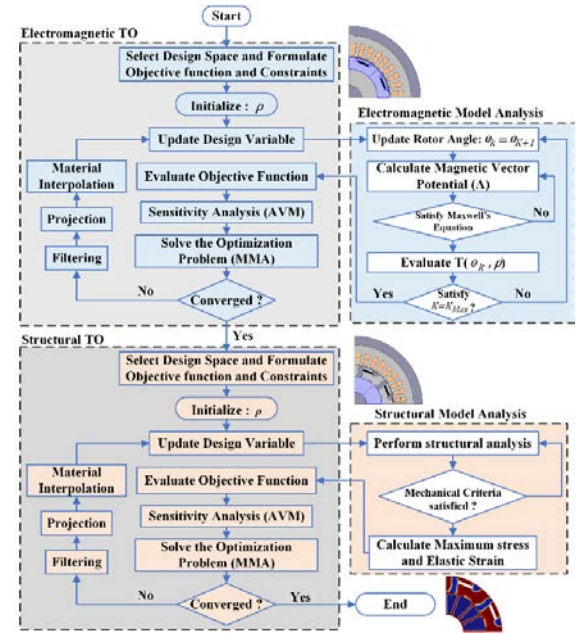 Start
Electromagnetic TO
Select Design Space and Formulate
Objective function and Constraints
Initialize : ρ
Update Design Variable
Material
Interpolation
Evaluate Objective Function
Projection
Sensitivity Analysis (AVM)
Filtering
Solve the Optimization
Problem (MMA)
No
Converged ?
Yes
Electromagnetic Model Analysis
Update Rotor Angle: θk = θK+1
Calculate Magnetic Vector
Potential (A)
Satisfy Maxwell's
Equation
No
Evaluate T(θK, ρ)
Yes
Satisfy
K=KMax ?
No
Structural TO
Select Design Space and Formulate
Objective function and Constraints
Initialize : ρ
Update Design Variable
Material
Interpolation
Evaluate Objective Function
Projection
Sensitivity Analysis (AVM)
Filtering
Solve the Optimization
Problem (MMA)
No
Converged ?
Yes
End
Structural Model Analysis
Perform structural analysis
Mechanical Criteria
satisfied ?
Calculate Maximum stress
and Elastic Strain